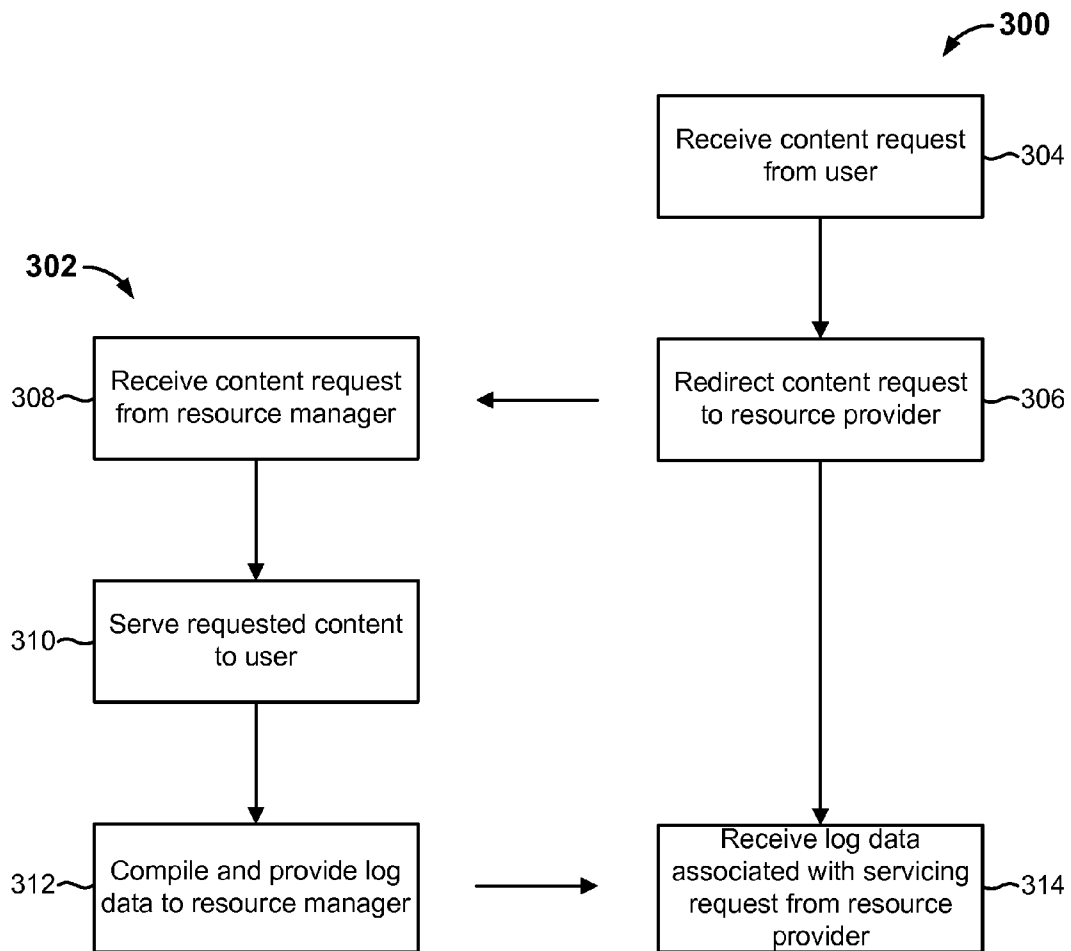 300
Receive content request
from user
304
302
308
Receive content request
from resource manager
Redirect content request
to resource provider
306
310
Serve requested content
to user
312
Compile and provide log
data to resource manager
Receive log data
associated with servicing
request from resource
provider
314